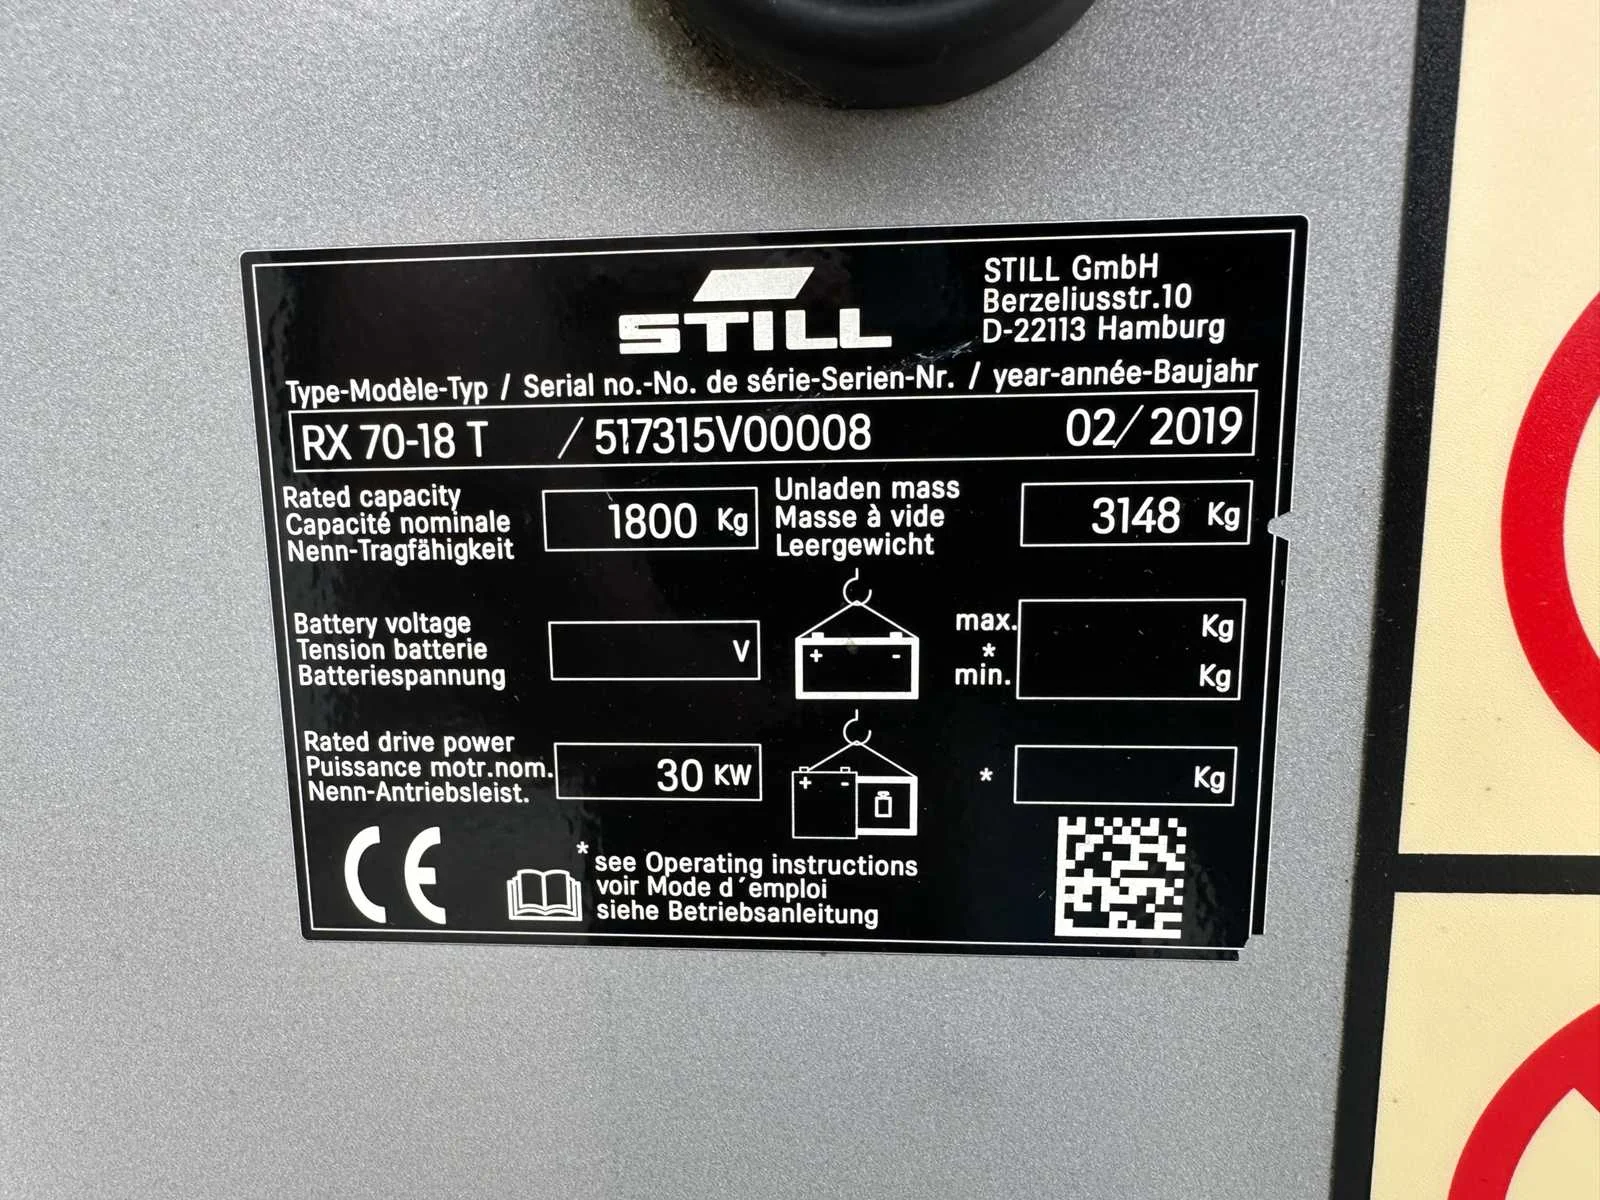 STILL
STILL GmbH
Berzeliusstr.10
D-22113 Hamburg
Type-Modèle-Typ / Serial no.-No. de série-Serien-Nr. / year-année-Baujahr
RX 70-18 T / 517315V00008 02/2019
Rated capacity
Capacité nominale
Nenn-Tragfähigkeit
1800 Kg
Unladen mass
Masse à vide
Leergewicht
3148 Kg
Battery voltage
Tension batterie
Batteriespannung
V
+ -
max. Kg
*
min. Kg
Rated drive power
Puissance motr.nom.
Nenn-Antriebsleist.
30 KW
+ -
* Kg
CE
* see Operating instructions
voir Mode d´emploi
siehe Betriebsanleitung